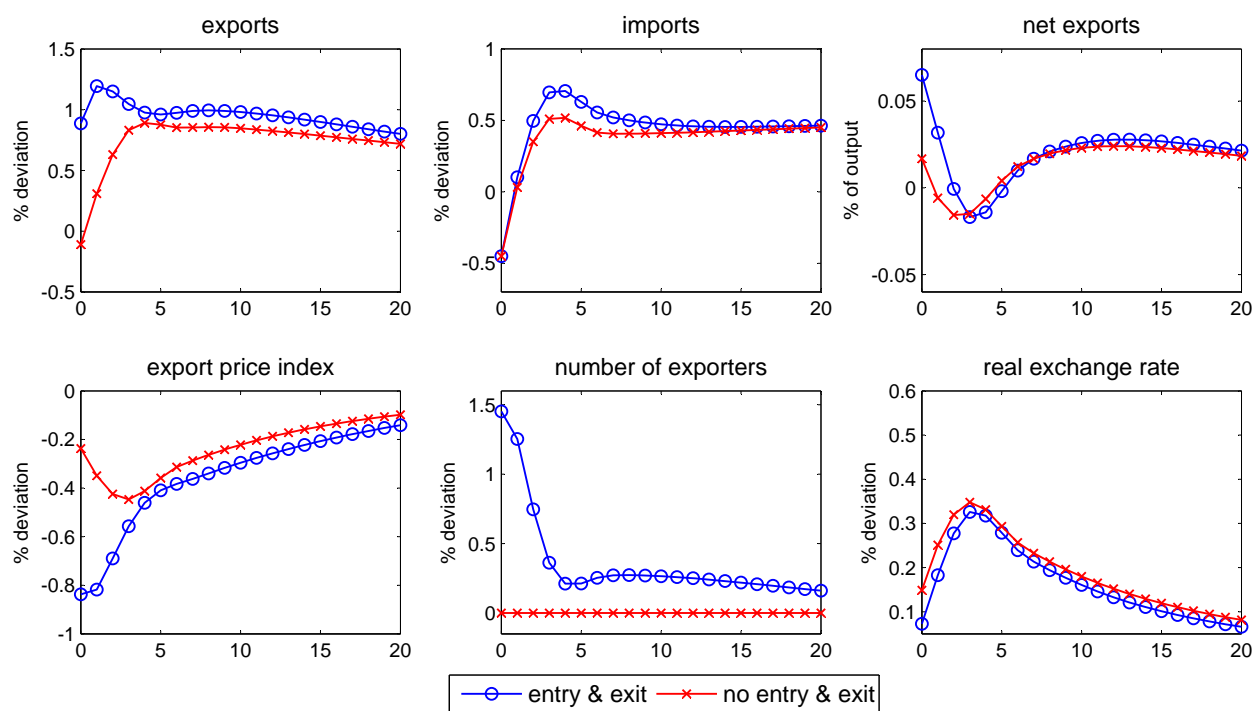 exports
imports
net exports
% deviation
1.5
1
0.5
0
-0.5
0 5 10 15 20
% deviation
1
0.5
0
-0.5
0 5 10 15 20
% of output
0.05
0
-0.05
0 5 10 15 20
export price index
number of exporters
real exchange rate
% deviation
0
-0.2
-0.4
-0.6
-0.8
-1
0 5 10 15 20
% deviation
1.5
1
0.5
0
0 5 10 15 20
% deviation
0.6
0.5
0.4
0.3
0.2
0.1
0 5 10 15 20
entry & exit no entry & exit